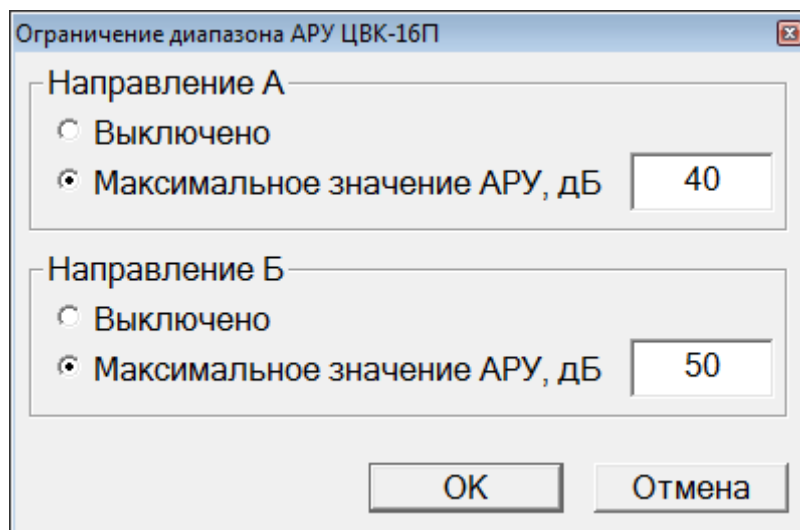 Ограничение диапазона АРУ ЦВК-16П
Направление А
Выключено
Максимальное значение АРУ, дБ 40
Направление Б
Выключено
Максимальное значение АРУ, дБ 50
OK Отмена